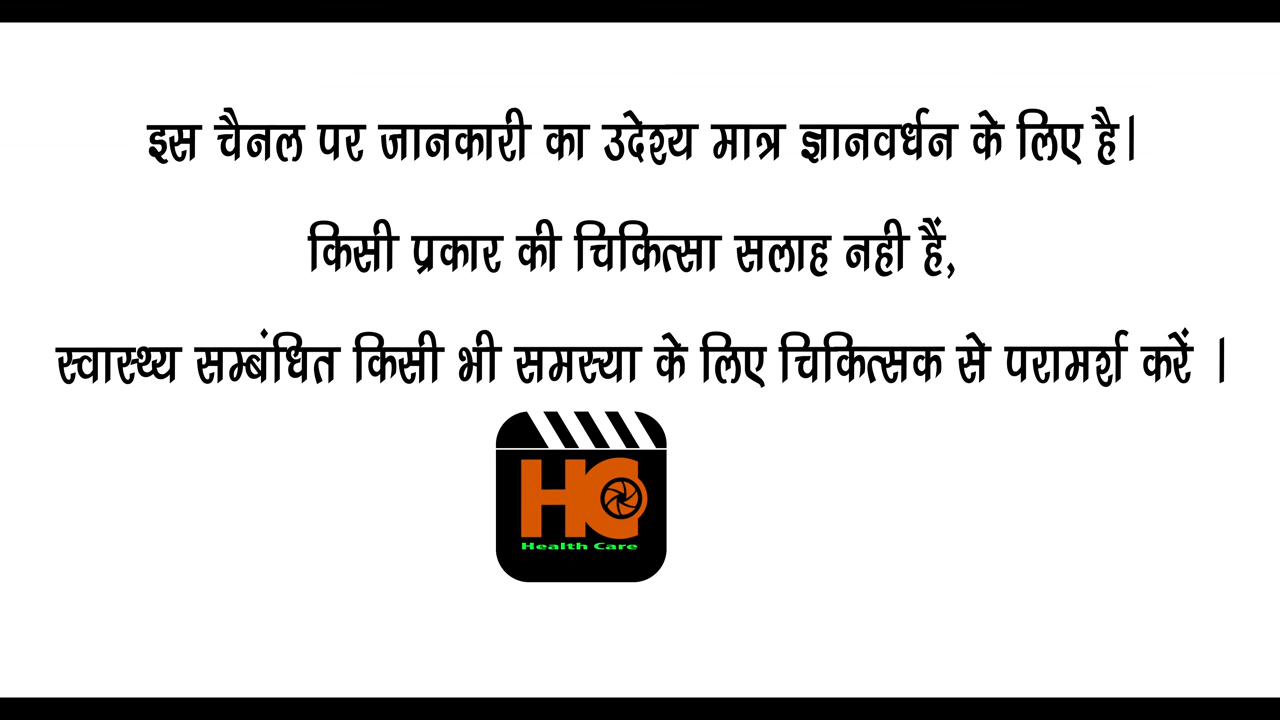 इस चैनल पर जानकारी का उदेश्य मात्र ज्ञानवर्धन के लिए है।
किसी प्रकार की चिकित्सा सलाह नही हैं,
स्वास्थ्य सम्बंधित किसी भी समस्या के लिए चिकित्सक से परामर्श करें ।
HC
Health Care